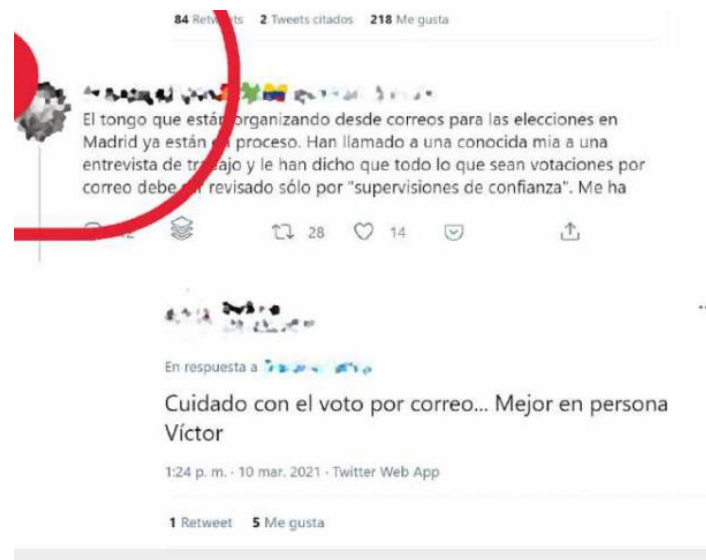 84 Retweets 2 Tweets citados 218 Me gusta
El tongo que están organizando desde correos para las elecciones en
Madrid ya están en proceso. Han llamado a una conocida mia a una
entrevista de trabajo y le han dicho que todo lo que sean votaciones por
correo debe ser revisado sólo por "supervisiones de confianza". Me ha
28 14
En respuesta a
Cuidado con el voto por correo... Mejor en persona
Víctor
1:24 p. m. · 10 mar. 2021 · Twitter Web App
1 Retweet 5 Me gusta